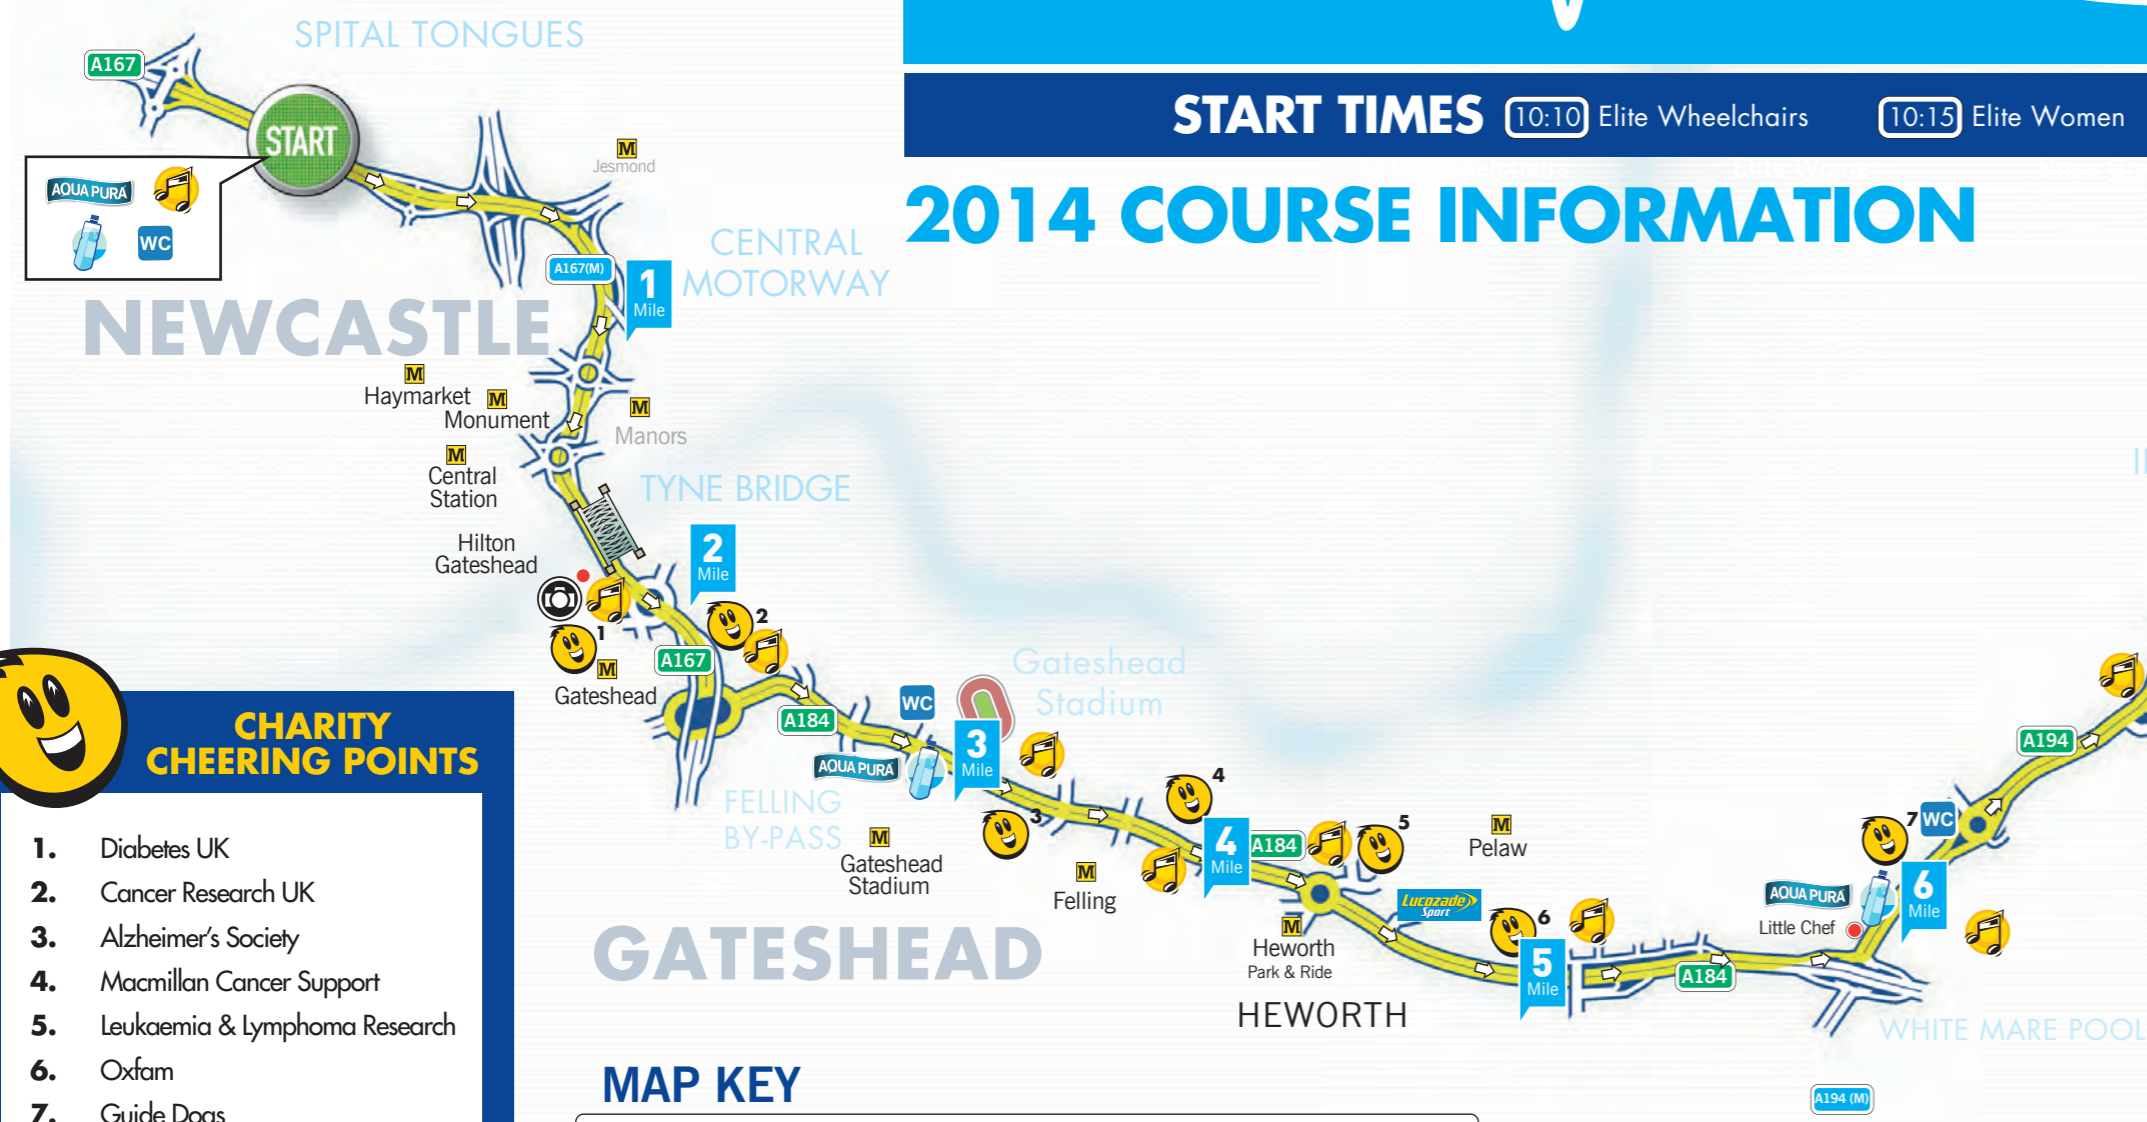 SPITAL TONGUES
A167
START
AQUA PURA
WC
START TIMES 10:10 Elite Wheelchairs 10:15 Elite Women
2014 COURSE INFORMATION
M
Jesmond
CENTRAL
MOTORWAY
A167(M)
1
Mile
NEWCASTLE
M
Haymarket
M
Monument
M
Manors
M
Central
Station
TYNE BRIDGE
Hilton
Gateshead
2
Mile
1
2
M
Gateshead
A167
A184
WC
Gateshead
Stadium
3
Mile
AQUA PURA
FELLING
BY-PASS
M
Gateshead
Stadium
3
M
Felling
4
4
Mile
A184
5
M
Pelaw
Lucozade
Sport
6
M
Heworth
Park & Ride
HEWORTH
5
Mile
A184
A194
7
WC
AQUA PURA
Little Chef
6
Mile
WHITE MARE POOL
A194 (M)
GATESHEAD
CHARITY
CHEERING POINTS
1. Diabetes UK
2. Cancer Research UK
3. Alzheimer's Society
4. Macmillan Cancer Support
5. Leukaemia & Lymphoma Research
6. Oxfam
7. Guide Dogs
MAP KEY